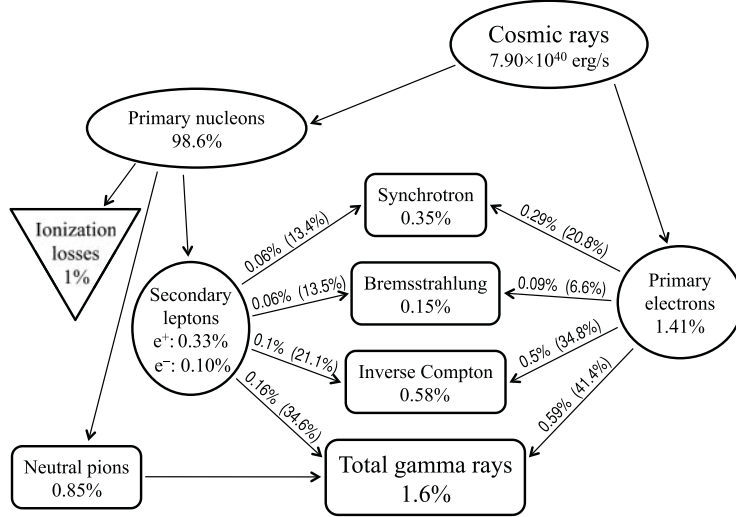 Cosmic rays
7.90×10⁴⁰ erg/s
Primary nucleons
98.6%
Ionization
losses
1%
Synchrotron
0.35%
0.06% (13.4%)
0.29% (20.8%)
Secondary
leptons
e⁺: 0.33%
e⁻: 0.10%
0.06% (13.5%)
Bremsstrahlung
0.15%
0.09% (6.6%)
Primary
electrons
1.41%
0.1% (21.1%)
Inverse Compton
0.58%
0.5% (34.8%)
0.16% (34.6%)
0.59% (41.4%)
Neutral pions
0.85%
Total gamma rays
1.6%